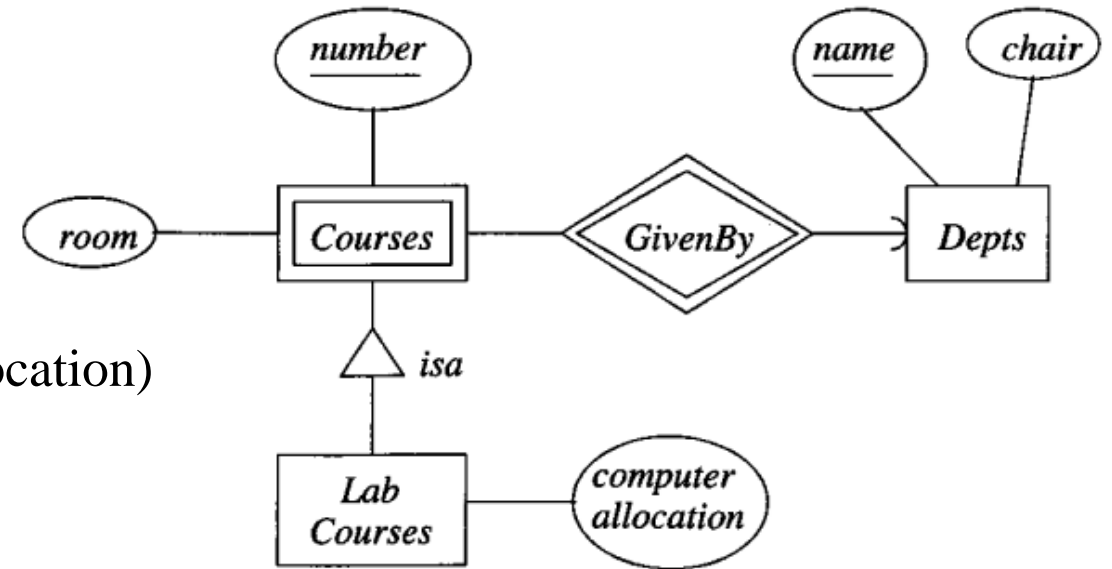 number
name
chair
room
Courses
GivenBy
Depts
isa
ocation)
Lab
Courses
computer
allocation